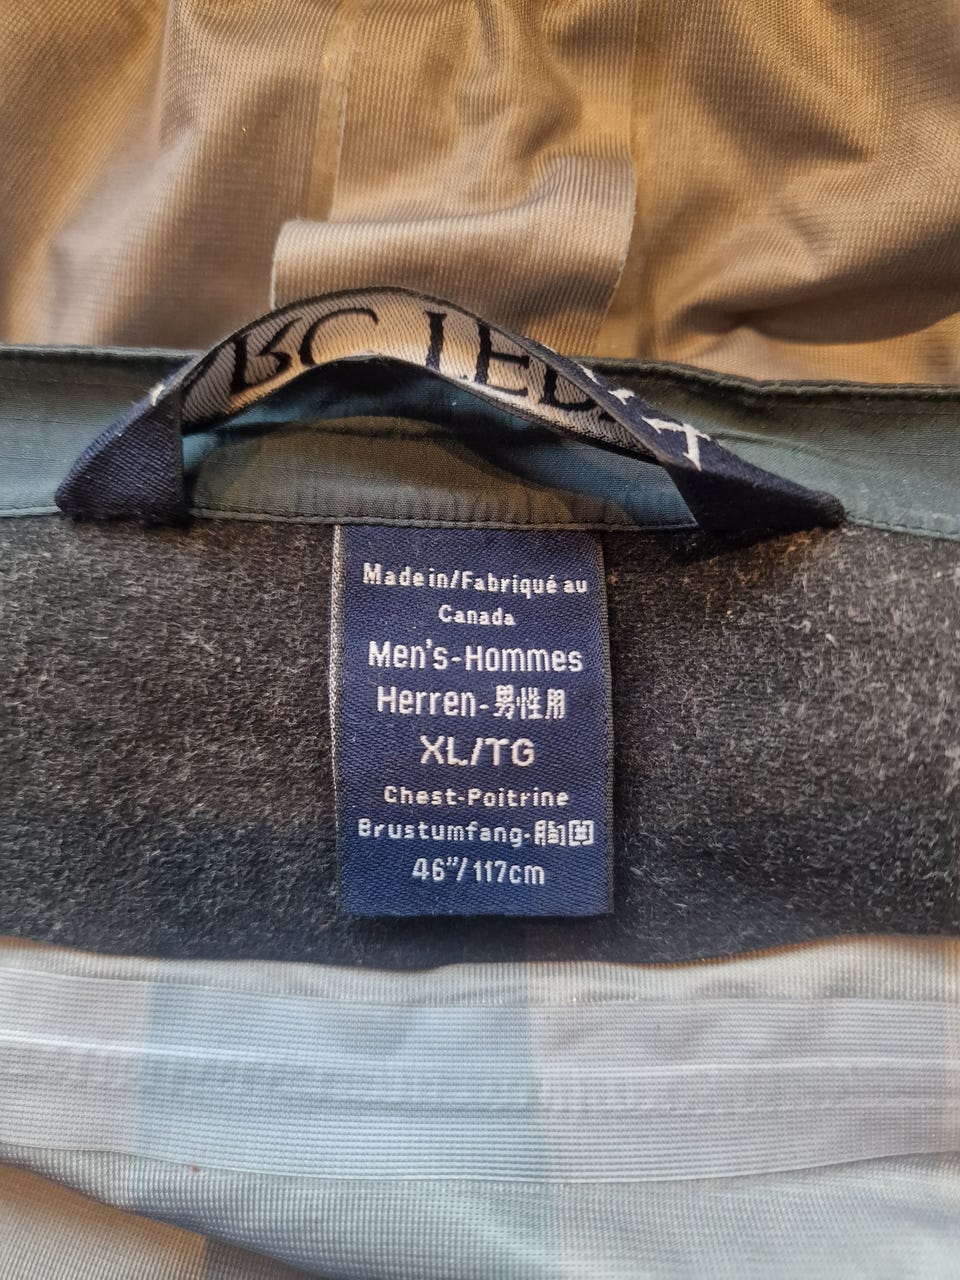 Made in/Fabriqué au
Canada
Men's-Hommes
Herren-男性用
XL/TG
Chest-Poitrine
Brustumfang-胸囲
46"/117cm